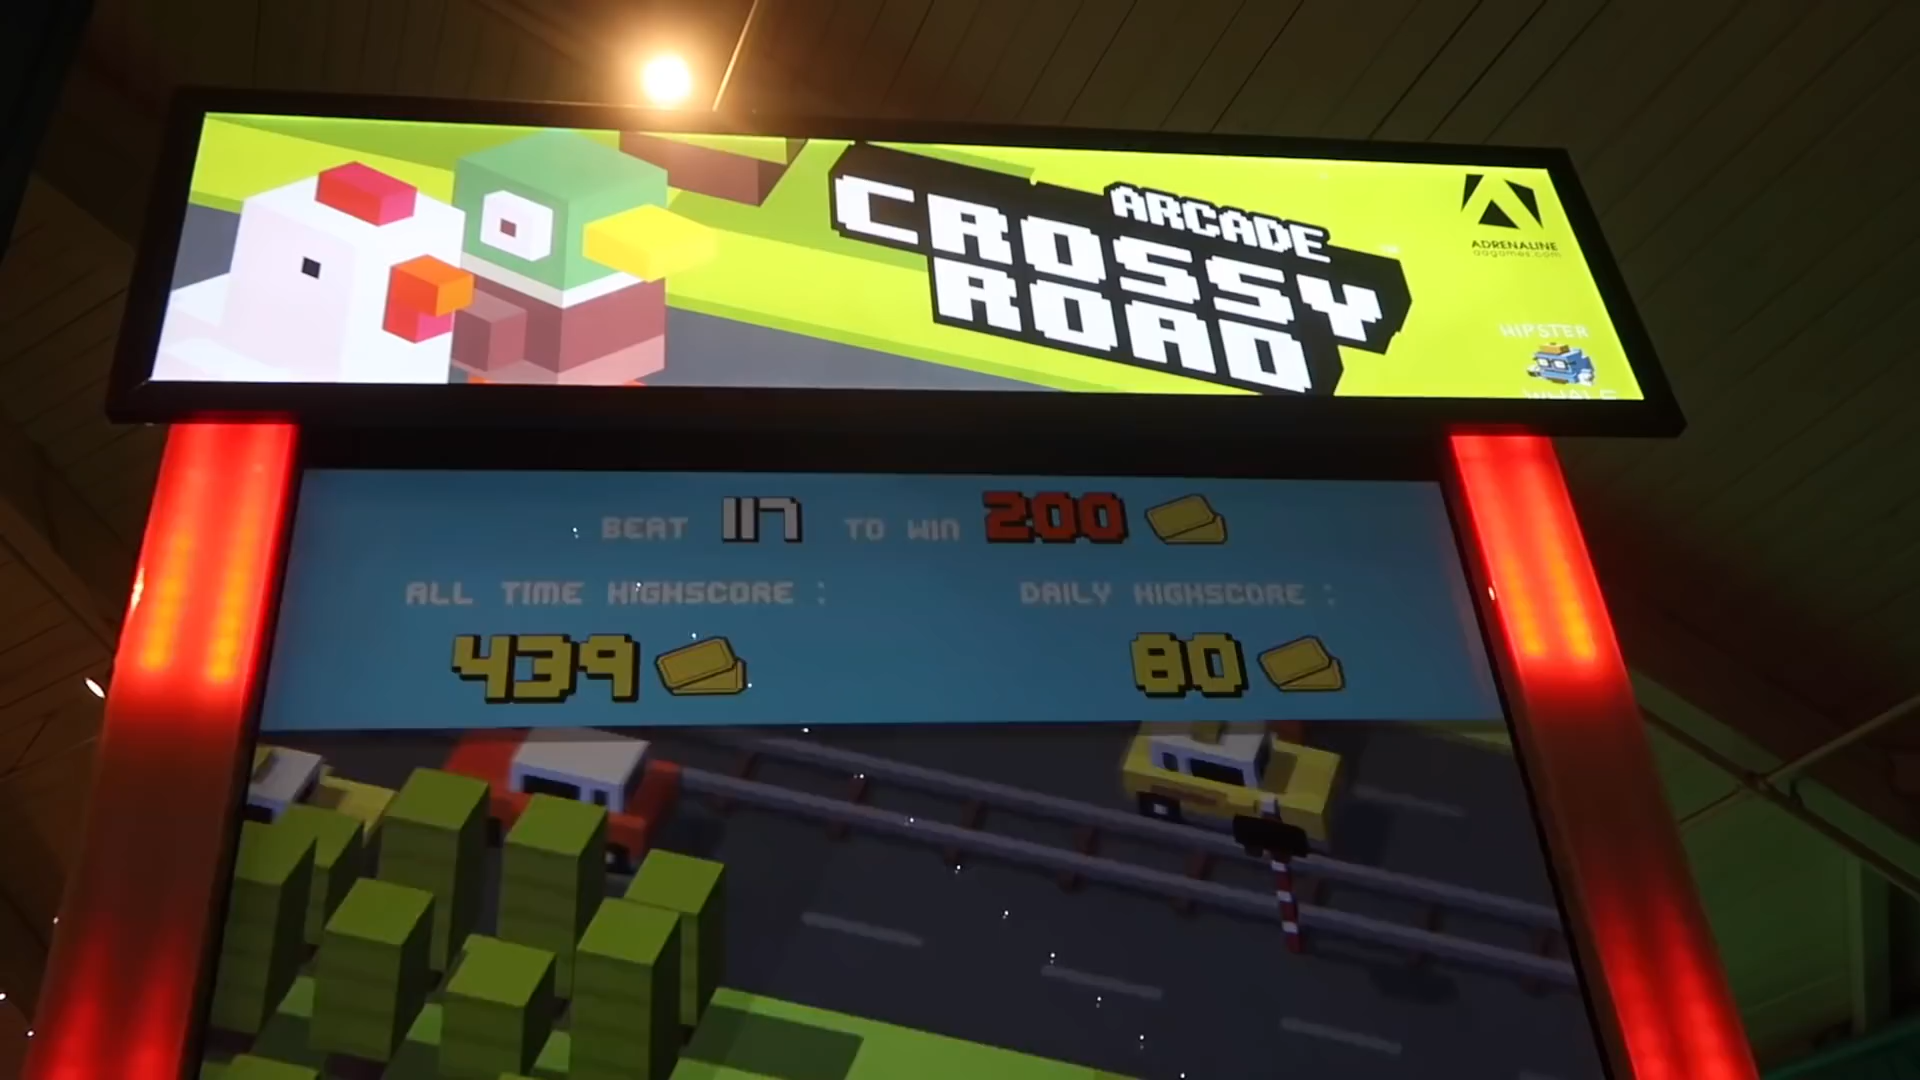 ARCADE
CROSSY
ROAD
ADRENALINE
aagames.com
HIPSTER
WHALE
BEAT 117 TO WIN 200
ALL TIME HIGHSCORE :
DAILY HIGHSCORE :
439
80